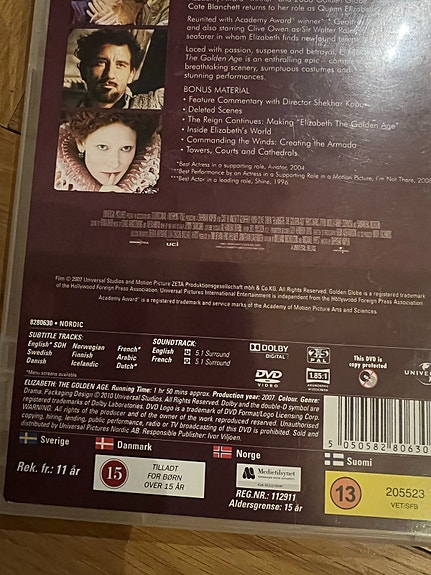 Cate Blanchett returns to her role as Queen Elizabeth
Reunited with Academy Award® winner
and also starring Clive Owen as Sir Walter
seafarer in whom Elizabeth finds newfound
Laced with passion, suspense and betrayal,
The Golden Age is an enthralling epic
breathtaking scenery, sumptuous costumes and
stunning performances.
BONUS MATERIAL
• Feature Commentary with Director Shekhar Kapur
• Deleted Scenes
• The Reign Continues: Making "Elizabeth The Golden Age"
• Inside Elizabeth's World
• Commanding the Winds: Creating the Armada
• Towers, Courts and Cathedrals
*Best Actress in a supporting role, Aviator, 2004
**Best Performance by an Actress in a Supporting Role in a Motion Picture, I'm Not There, 2008
*Best Actor in a leading role, Shine, 1996
uci
Film © 2007 Universal Studios and Motion Picture ZETA Produktionsgesellschaft mbh & Co KG. All Rights Reserved. Golden Globe is a registered trademark
of the Hollywood Foreign Press Association. Universal Pictures International Entertainment is independent from the Hollywood Foreign Press Association.
Academy Award® is a registered trademark and service marks of the Academy of Motion Picture Arts and Sciences.
8280630 • NORDIC
SUBTITLE TRACKS:
English* SDH Norwegian French*
Swedish Finnish Arabic
Danish Icelandic Dutch*
*Menu screens available
SOUNDTRACK:
English 5.1 Surround
French 5.1 Surround
DOLBY
DIGITAL
DVD
VIDEO
2 5
PAL
1.85:1
This DVD is
copy protected
UNIVER
ELIZABETH: THE GOLDEN AGE. Running Time: 1 hr 50 mins approx. Production year: 2007. Colour. Genre:
Drama. Packaging Design © 2010 Universal Studios. All Rights Reserved. Dolby and the double-D symbol are
registered trademarks of Dolby Laboratories. DVD Logo is a trademark of DVD Format/Logo Licensing Corp.
WARNING: All rights of the producer and of the owner of the work reproduced reserved. Unauthorised
copying, hiring, lending, public performance, radio or TV broadcasting of this DVD is prohibited. Sold and
distributed by Universal Pictures Nordic AB. Responsible Publisher: Ivor Viljoen.
5 050582 80630
Sverige
Danmark
Norge
Suomi
Rek. fr.: 11 år
15
TILLADT
FOR BØRN
OVER 15 ÅR
Medietilsynet
REG.NR.: 112911
Aldersgrense: 15 år
13
205523
VET/SFB